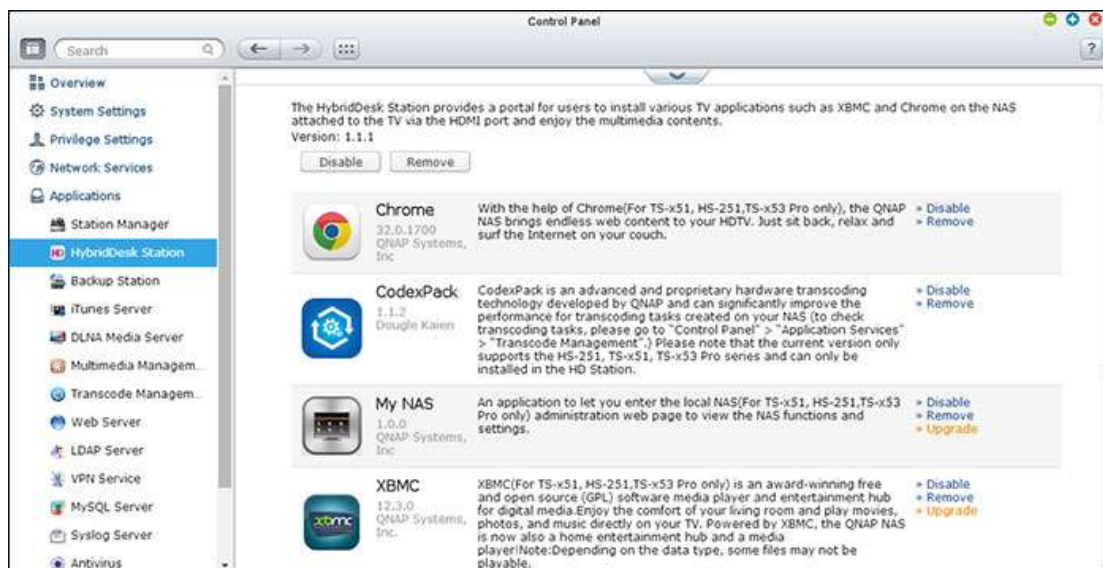 Control Panel
Search
?
Overview
System Settings
Privilege Settings
Network Services
Applications
Station Manager
HD HybridDesk Station
Backup Station
iTunes Server
DLNA Media Server
Multimedia Managem...
Transcode Managem...
Web Server
LDAP Server
VPN Service
MySQL Server
Syslog Server
Antivirus
The HybridDesk Station provides a portal for users to install various TV applications such as XBMC and Chrome on the NAS
attached to the TV via the HDMI port and enjoy the multimedia contents.
Version: 1.1.1
Disable Remove
Chrome
32.0.1700
QNAP Systems,
Inc
With the help of Chrome(For TS-x51, HS-251,TS-x53 Pro only), the QNAP
NAS brings endless web content to your HDTV. Just sit back, relax and
surf the Internet on your couch.
» Disable
» Remove
CodexPack
1.1.2
Dougle Kaien
CodexPack is an advanced and proprietary hardware transcoding
technology developed by QNAP and can significantly improve the
performance for transcoding tasks created on your NAS (to check
transcoding tasks, please go to "Control Panel" > "Application Services"
> "Transcode Management".) Please note that the current version only
supports the HS-251, TS-x51, TS-x53 Pro series and can only be
installed in the HD Station.
» Disable
» Remove
My NAS
1.0.0
QNAP Systems,
Inc
An application to let you enter the local NAS(For TS-x51, HS-251,TS-x53
Pro only) administration web page to view the NAS functions and
settings.
» Disable
» Remove
» Upgrade
xbmc
XBMC
12.3.0
QNAP Systems,
Inc.
XBMC(For TS-x51, HS-251,TS-x53 Pro only) is an award-winning free
and open source (GPL) software media player and entertainment hub
for digital media.Enjoy the comfort of your living room and play movies,
photos, and music directly on your TV. Powered by XBMC, the QNAP NAS
is now also a home entertainment hub and a media
player!Note:Depending on the data type, some files may not be
playable.
» Disable
» Remove
» Upgrade